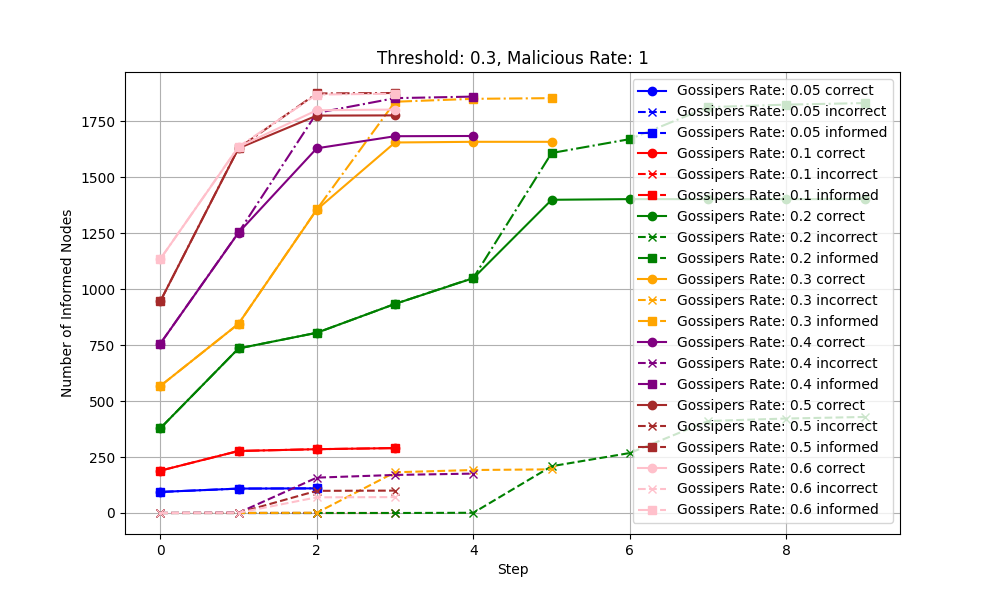 Threshold: 0.3, Malicious Rate: 1
Number of Informed Nodes
1750
1500
1250
1000
750
500
250
0
0 2 4 6 8
Step
Gossipers Rate: 0.05 correct
Gossipers Rate: 0.05 incorrect
Gossipers Rate: 0.05 informed
Gossipers Rate: 0.1 correct
Gossipers Rate: 0.1 incorrect
Gossipers Rate: 0.1 informed
Gossipers Rate: 0.2 correct
Gossipers Rate: 0.2 incorrect
Gossipers Rate: 0.2 informed
Gossipers Rate: 0.3 correct
Gossipers Rate: 0.3 incorrect
Gossipers Rate: 0.3 informed
Gossipers Rate: 0.4 correct
Gossipers Rate: 0.4 incorrect
Gossipers Rate: 0.4 informed
Gossipers Rate: 0.5 correct
Gossipers Rate: 0.5 incorrect
Gossipers Rate: 0.5 informed
Gossipers Rate: 0.6 correct
Gossipers Rate: 0.6 incorrect
Gossipers Rate: 0.6 informed